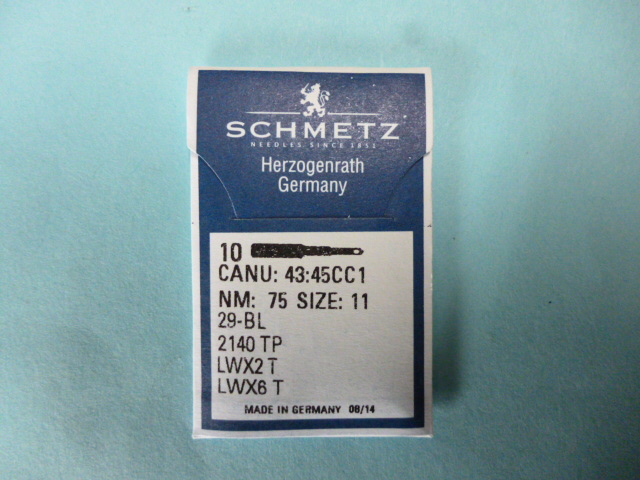 SCHMETZ
NEEDLES SINCE 1851
Herzogenrath
Germany
10
CANU: 43:45CC1
NM: 75 SIZE: 11
29-BL
2140 TP
LWX2 T
LWX6 T
MADE IN GERMANY 08/14